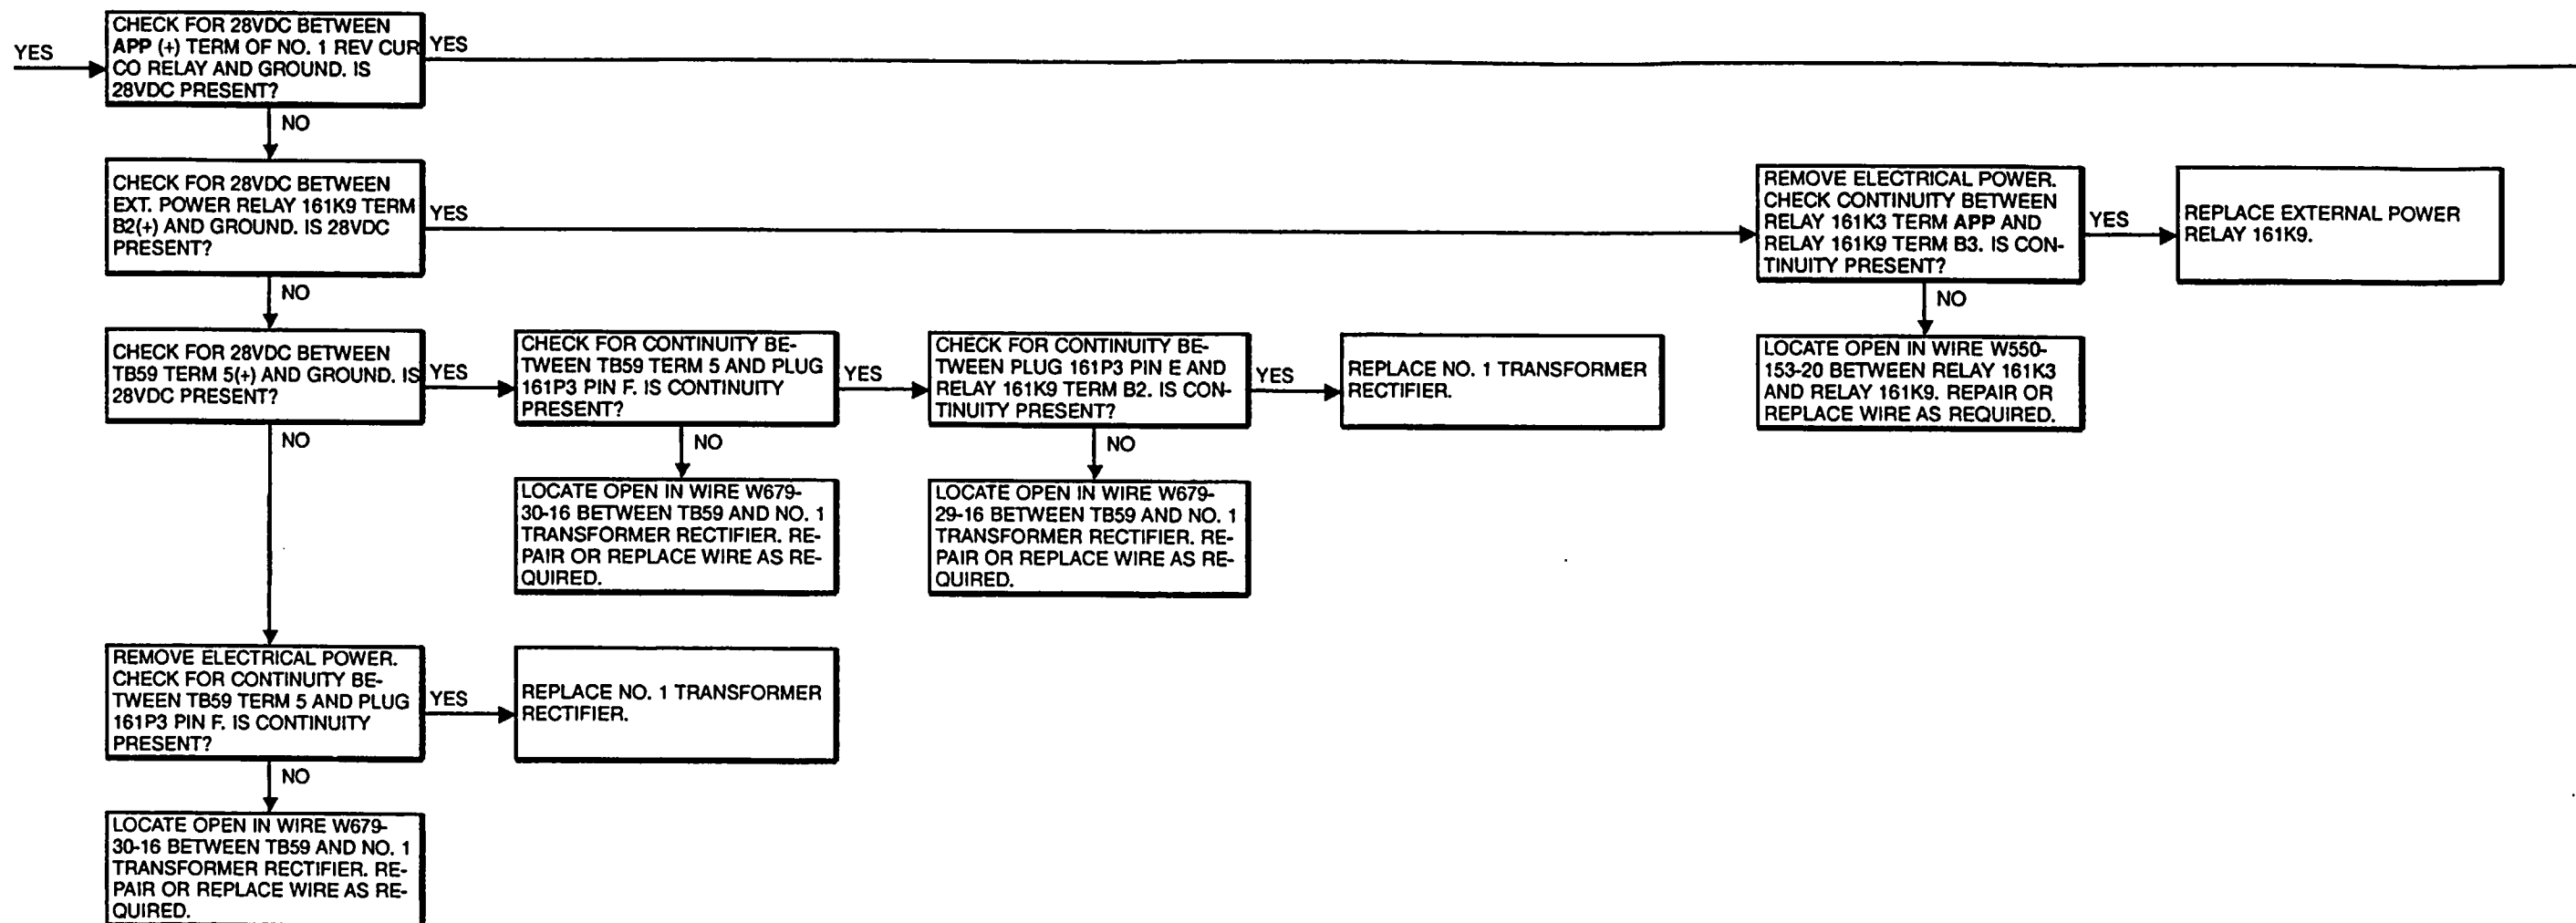 YES
CHECK FOR 28VDC BETWEEN
APP (+) TERM OF NO. 1 REV CUR
CO RELAY AND GROUND. IS
28VDC PRESENT?
YES
NO
CHECK FOR 28VDC BETWEEN
EXT. POWER RELAY 161K9 TERM
B2(+) AND GROUND. IS 28VDC
PRESENT?
YES
REMOVE ELECTRICAL POWER.
CHECK CONTINUITY BETWEEN
RELAY 161K3 TERM APP AND
RELAY 161K9 TERM B3. IS CON-
TINUITY PRESENT?
YES
REPLACE EXTERNAL POWER
RELAY 161K9.
NO
NO
CHECK FOR 28VDC BETWEEN
TB59 TERM 5(+) AND GROUND. IS
28VDC PRESENT?
YES
CHECK FOR CONTINUITY BE-
TWEEN TB59 TERM 5 AND PLUG
161P3 PIN F. IS CONTINUITY
PRESENT?
YES
CHECK FOR CONTINUITY BE-
TWEEN PLUG 161P3 PIN E AND
RELAY 161K9 TERM B2. IS CON-
TINUITY PRESENT?
YES
REPLACE NO. 1 TRANSFORMER
RECTIFIER.
LOCATE OPEN IN WIRE W550-
153-20 BETWEEN RELAY 161K3
AND RELAY 161K9. REPAIR OR
REPLACE WIRE AS REQUIRED.
NO
NO
NO
LOCATE OPEN IN WIRE W679-
30-16 BETWEEN TB59 AND NO. 1
TRANSFORMER RECTIFIER. RE-
PAIR OR REPLACE WIRE AS RE-
QUIRED.
LOCATE OPEN IN WIRE W679-
29-16 BETWEEN TB59 AND NO. 1
TRANSFORMER RECTIFIER. RE-
PAIR OR REPLACE WIRE AS RE-
QUIRED.
REMOVE ELECTRICAL POWER.
CHECK FOR CONTINUITY BE-
TWEEN TB59 TERM 5 AND PLUG
161P3 PIN F. IS CONTINUITY
PRESENT?
YES
REPLACE NO. 1 TRANSFORMER
RECTIFIER.
NO
LOCATE OPEN IN WIRE W679-
30-16 BETWEEN TB59 AND NO. 1
TRANSFORMER RECTIFIER. RE-
PAIR OR REPLACE WIRE AS RE-
QUIRED.